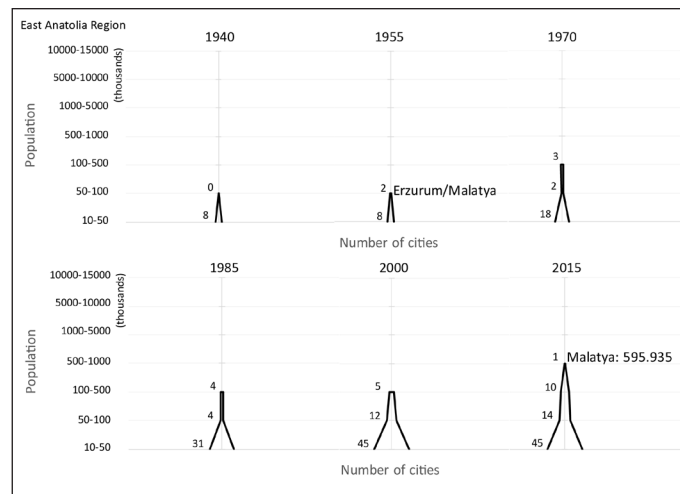 East Anatolia Region
1940 1955 1970
Population
(thousands)
10000-15000
5000-10000
1000-5000
500-1000
100-500 3
50-100 0 2 Erzurum/Malatya 2
10-50 8 8 18
Number of cities
1985 2000 2015
Population
(thousands)
10000-15000
5000-10000
1000-5000
500-1000 1 Malatya: 595.935
100-500 4 5 10
50-100 4 12 14
10-50 31 45 45
Number of cities